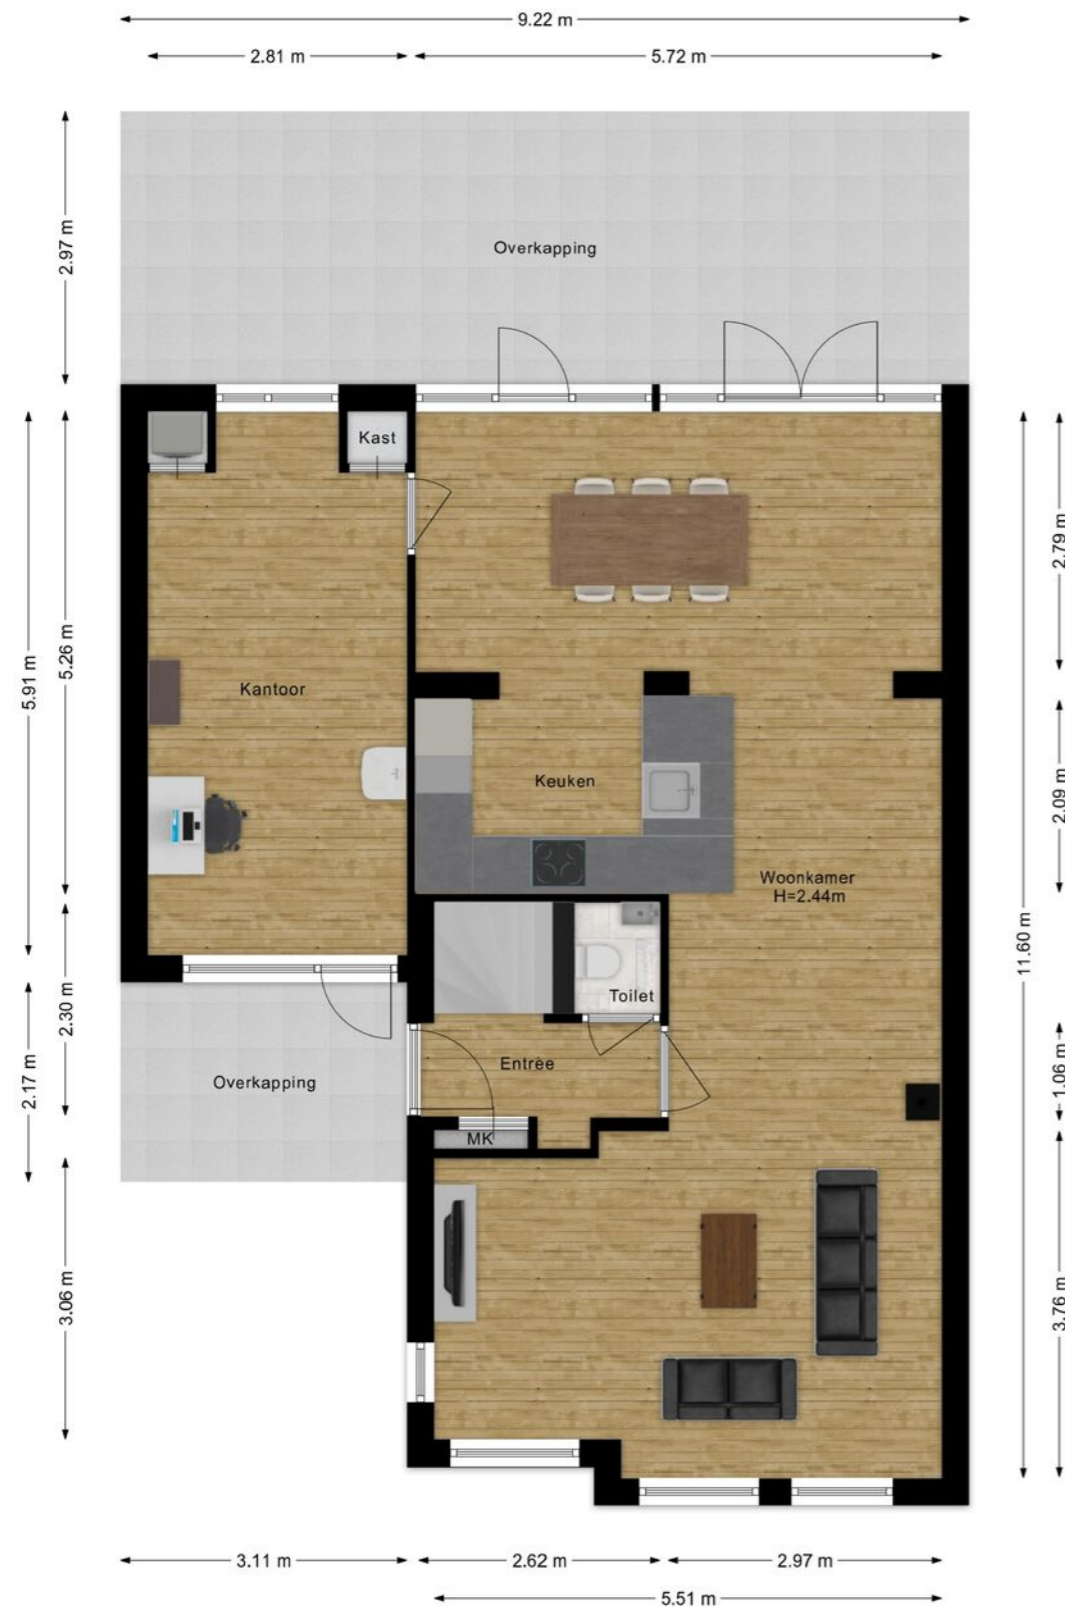 9.22 m
2.81 m
5.72 m
2.97 m
Overkapping
Kast
2.79 m
5.26 m
5.91 m
Kantoor
Keuken
2.09 m
Woonkamer
H=2.44m
11.60 m
Toilet
2.30 m
Entrèe
1.06 m
2.17 m
Overkapping
MK
3.06 m
3.76 m
3.11 m
2.62 m
2.97 m
5.51 m